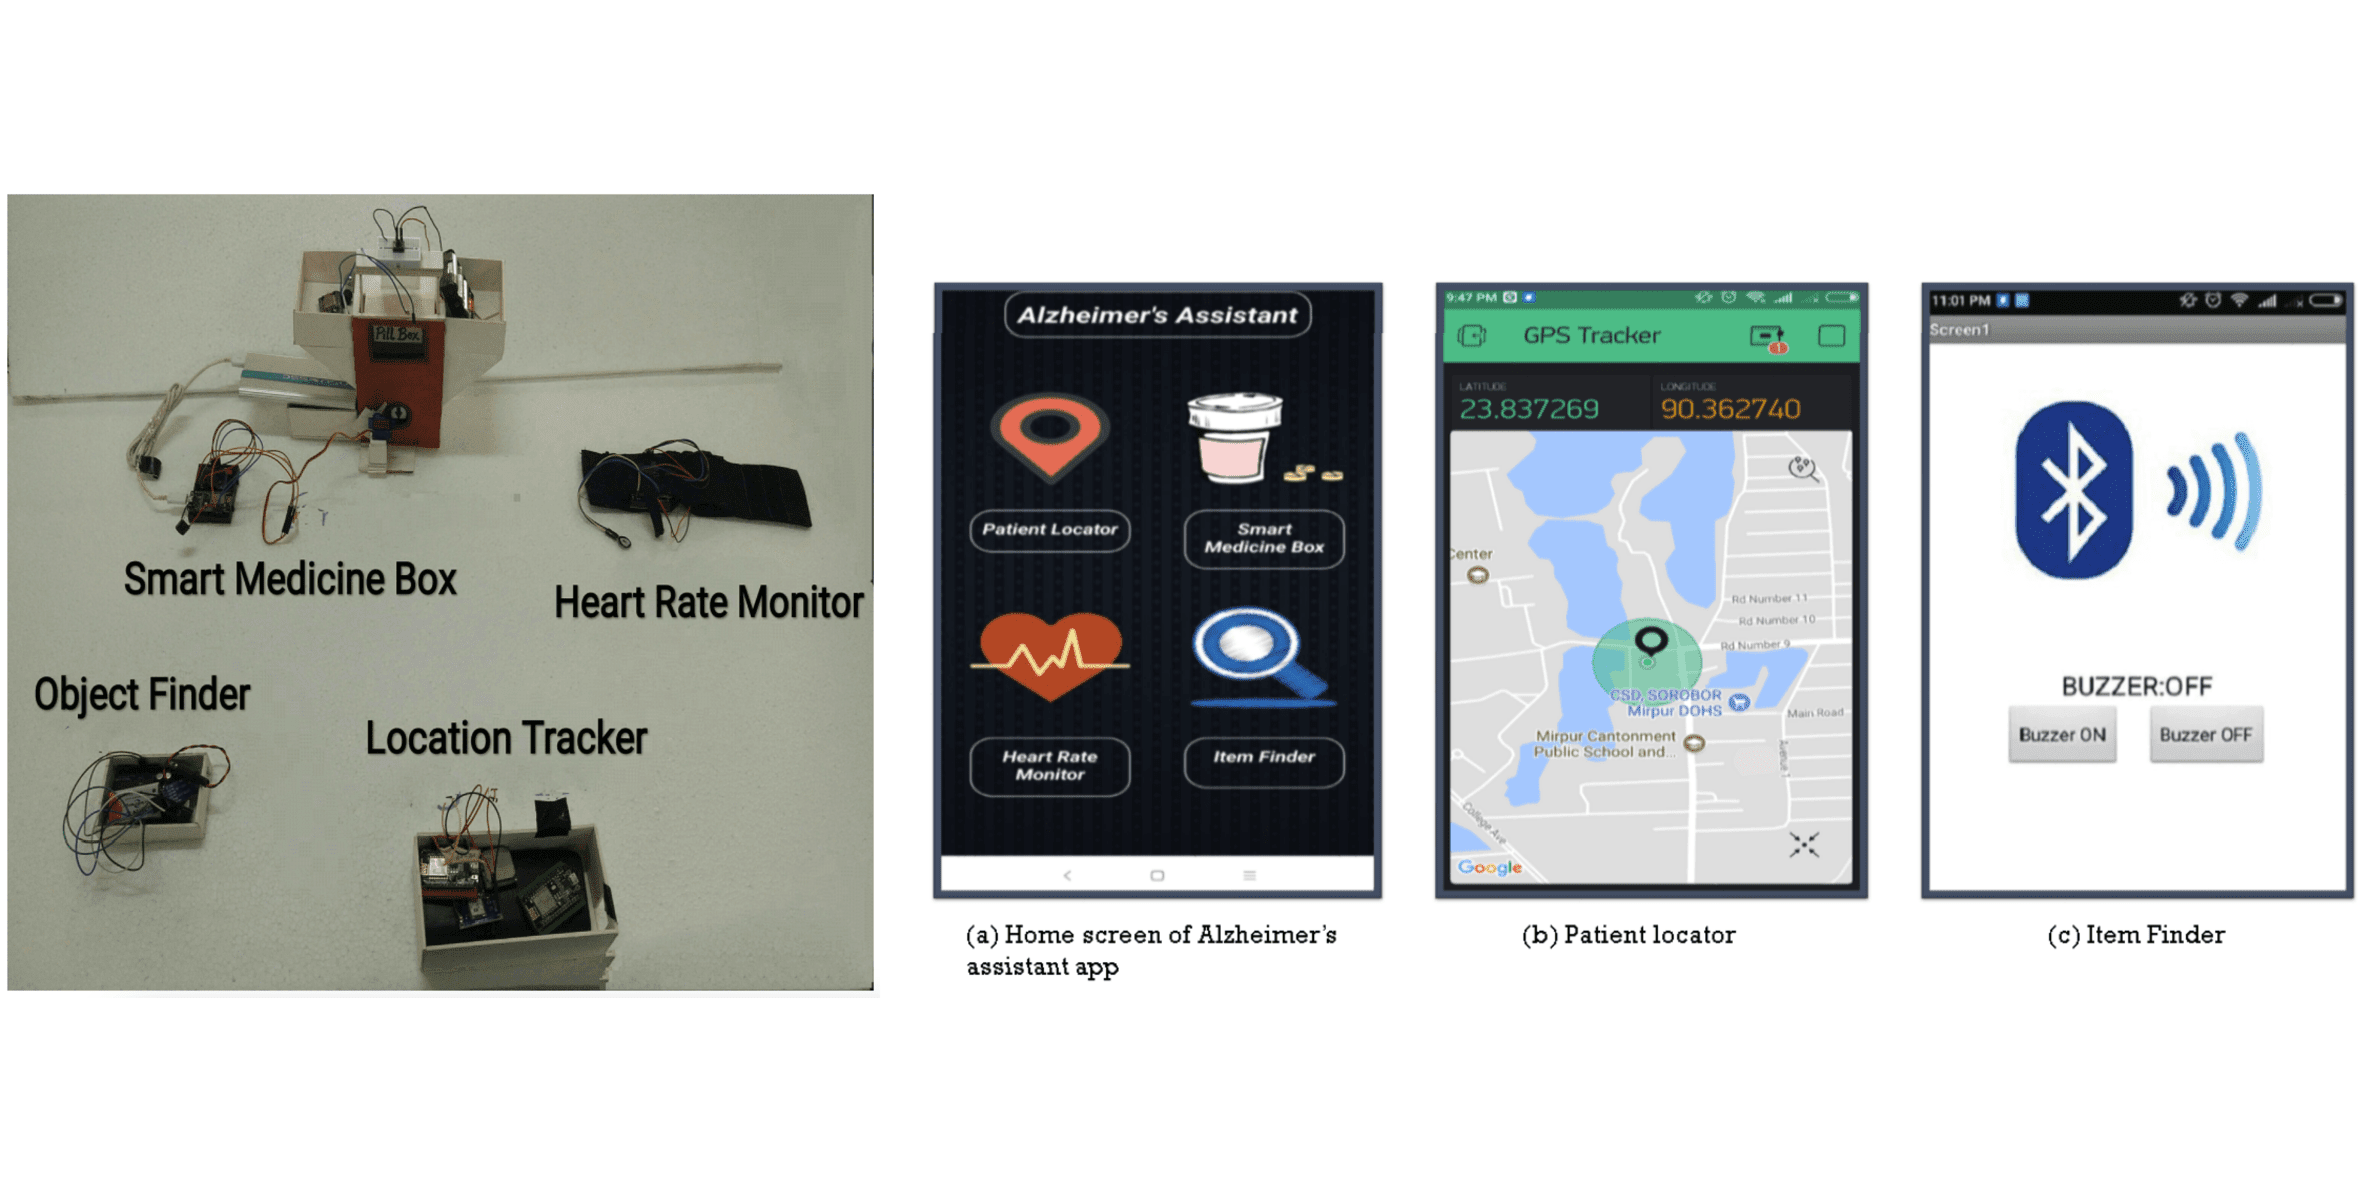 Pill Box
Smart Medicine Box
Heart Rate Monitor
Object Finder
Location Tracker
Alzheimer's Assistant
Patient Locator
Smart
Medicine Box
Heart Rate
Monitor
Item Finder
(a) Home screen of Alzheimer's
assistant app
9:47 PM
GPS Tracker
1
LATITUDE
23.837269
LONGITUDE
90.362740
Center
Rd Number 11
Rd Number 10
Rd Number 9
CSD, SOROBOR
Mirpur DOHS
Main Road
Mirpur Cantonment
Public School and...
Avenue 1
College Ave
Google
(b) Patient locator
11:01 PM
Screen1
BUZZER:OFF
Buzzer ON
Buzzer OFF
(c) Item Finder